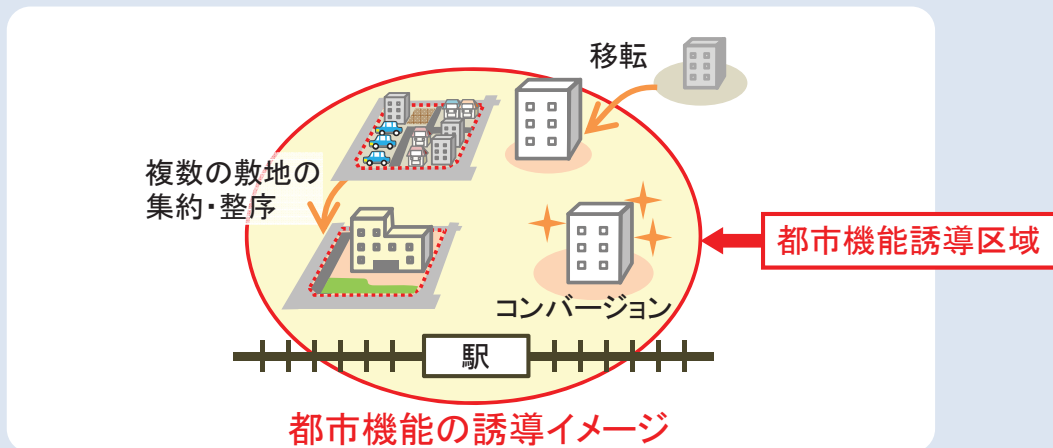 移転
複数の敷地の
集約・整序
都市機能誘導区域
コンバージョン
駅
都市機能の誘導イメージ